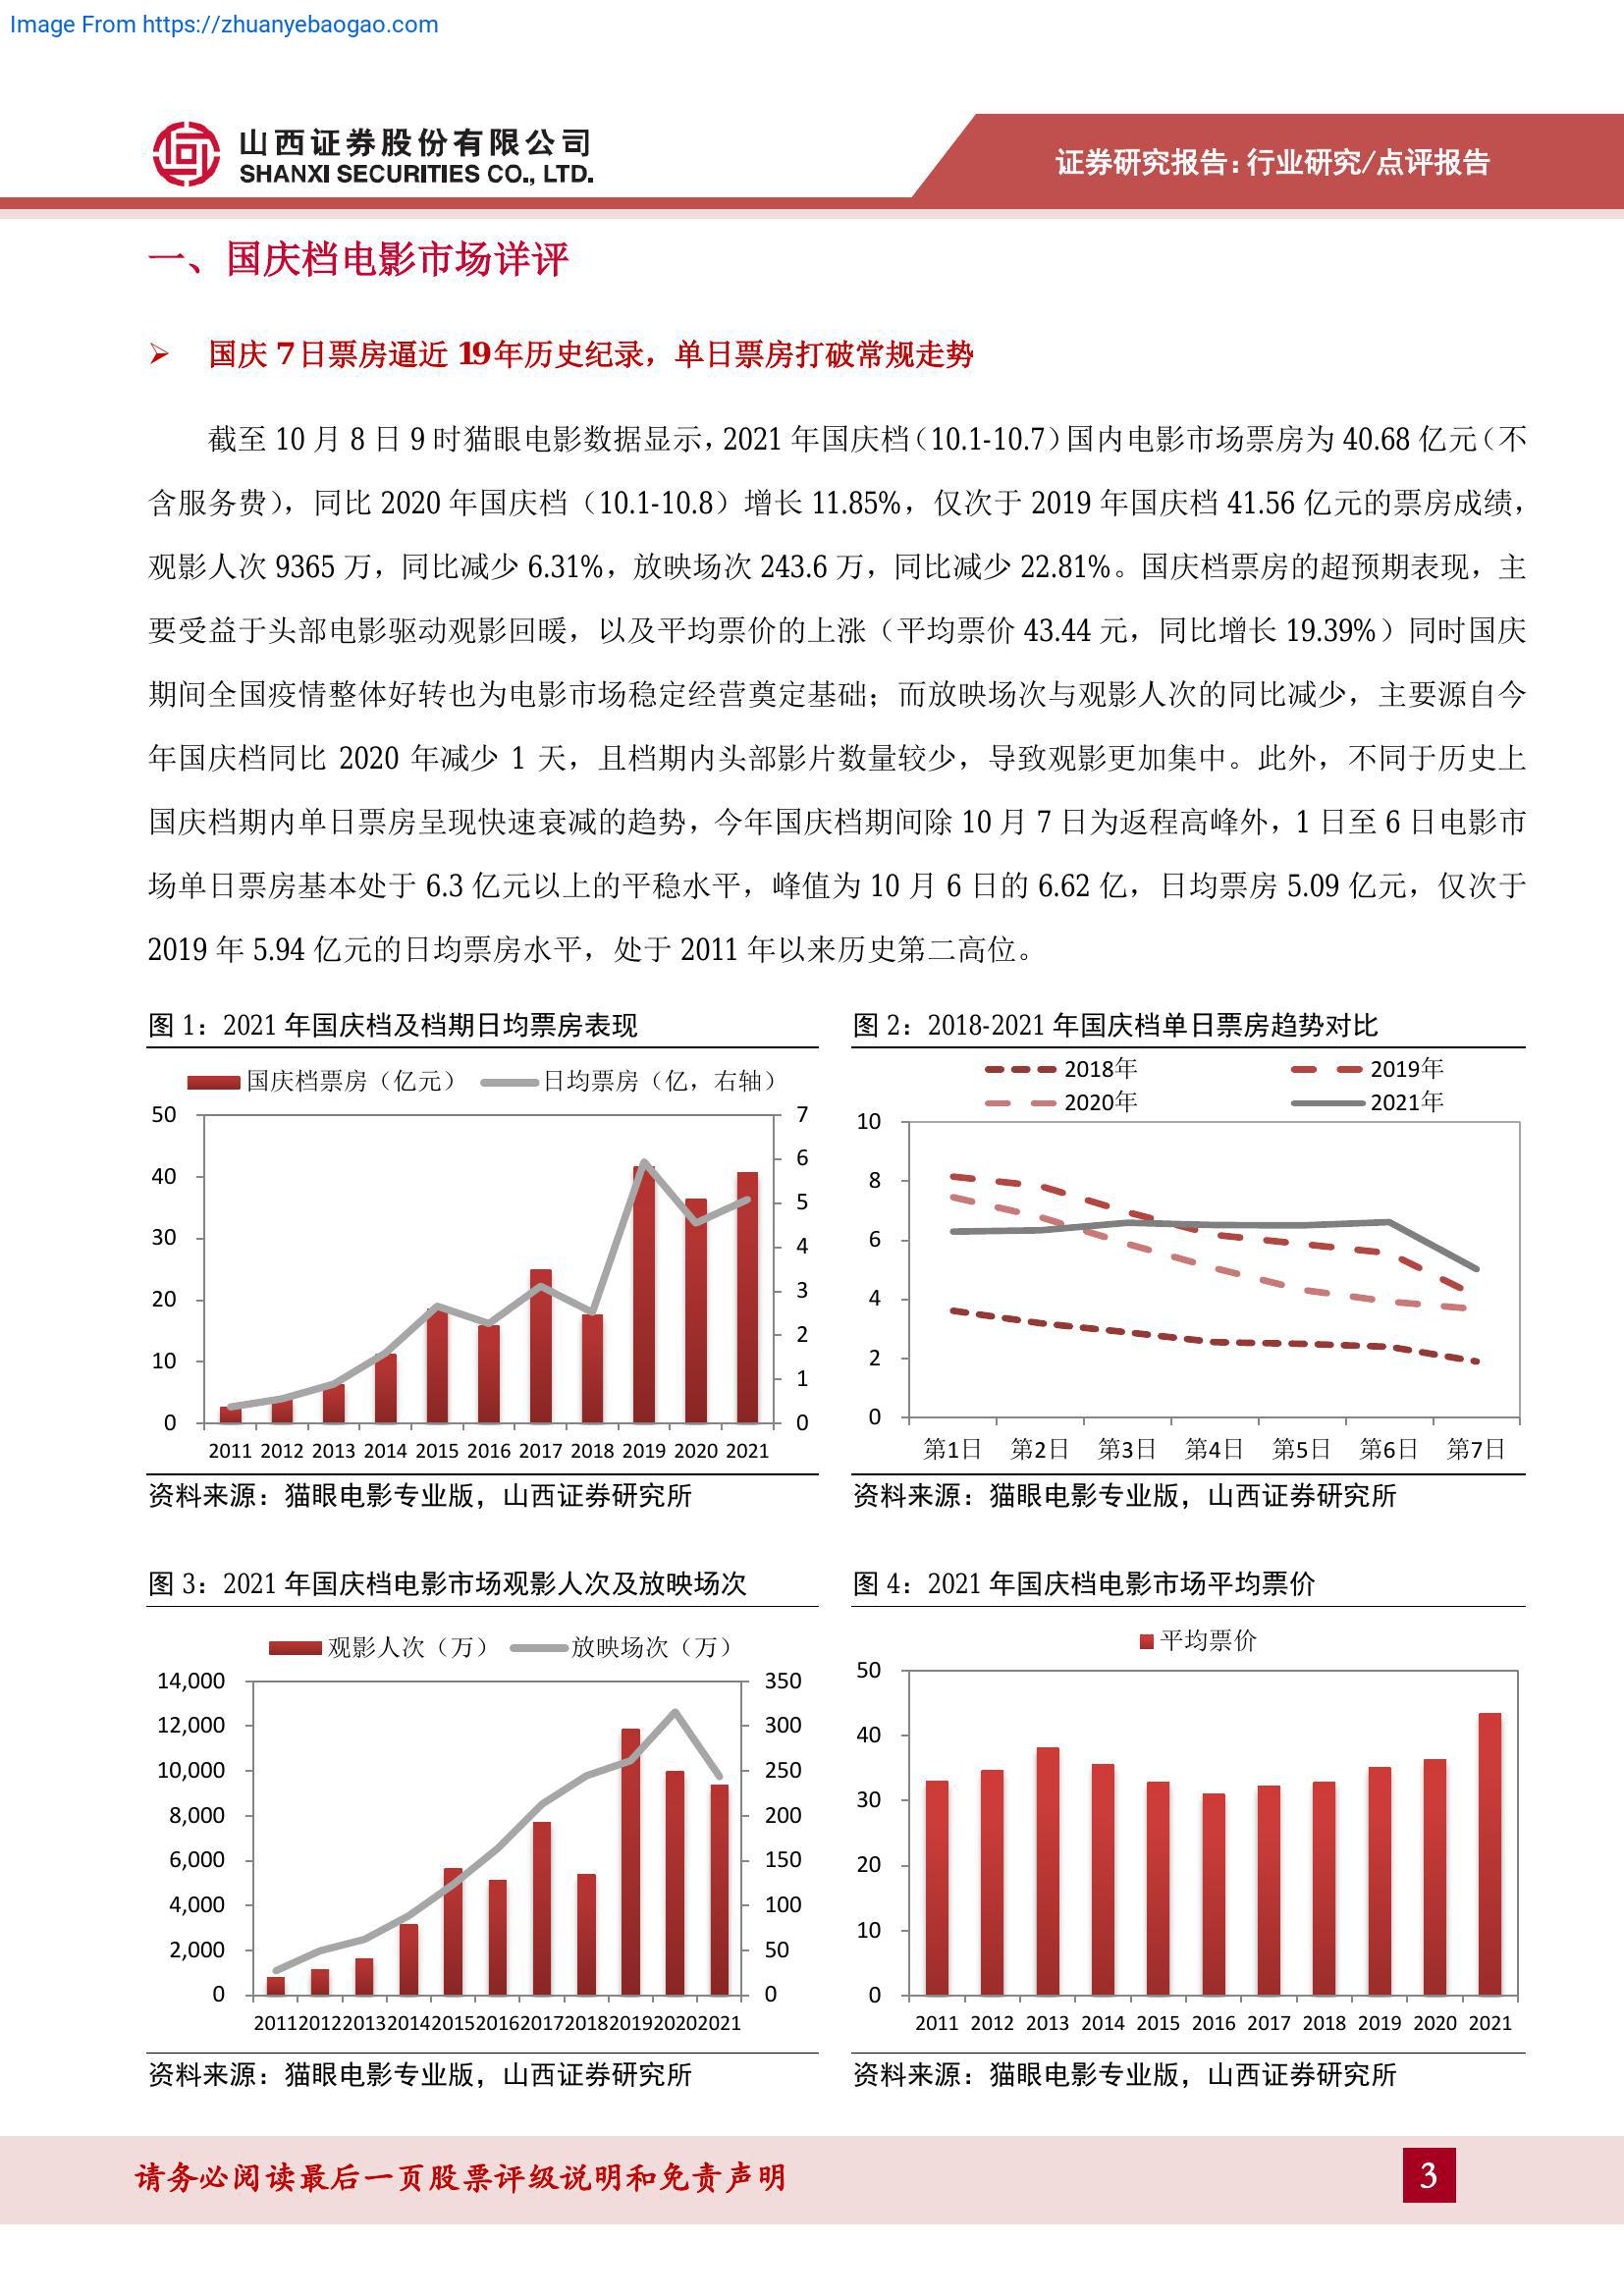 Image From https://zhuanyebaogao.com
山西证券股份有限公司
SHANXI SECURITIES CO., LTD.
证券研究报告:行业研究/点评报告
一、国庆档电影市场详评
➢ 国庆 7 日票房逼近 19 年历史纪录，单日票房打破常规走势
截至 10 月 8 日 9 时猫眼电影数据显示，2021 年国庆档（10.1-10.7）国内电影市场票房为 40.68 亿元（不
含服务费），同比 2020 年国庆档（10.1-10.8）增长 11.85%，仅次于 2019 年国庆档 41.56 亿元的票房成绩，
观影人次 9365 万，同比减少 6.31%，放映场次 243.6 万，同比减少 22.81%。国庆档票房的超预期表现，主
要受益于头部电影驱动观影回暖，以及平均票价的上涨（平均票价 43.44 元，同比增长 19.39%）同时国庆
期间全国疫情整体好转也为电影市场稳定经营奠定基础；而放映场次与观影人次的同比减少，主要源自今
年国庆档同比 2020 年减少 1 天，且档期内头部影片数量较少，导致观影更加集中。此外，不同于历史上
国庆档期内单日票房呈现快速衰减的趋势，今年国庆档期间除 10 月 7 日为返程高峰外，1 日至 6 日电影市
场单日票房基本处于 6.3 亿元以上的平稳水平，峰值为 10 月 6 日的 6.62 亿，日均票房 5.09 亿元，仅次于
2019 年 5.94 亿元的日均票房水平，处于 2011 年以来历史第二高位。
图 1：2021 年国庆档及档期日均票房表现
国庆档票房（亿元） 日均票房（亿，右轴）
50 7
6
40
5
30 4
3
20
2
10
1
0 0
2011 2012 2013 2014 2015 2016 2017 2018 2019 2020 2021
资料来源：猫眼电影专业版，山西证券研究所
图 2：2018-2021 年国庆档单日票房趋势对比
2018年 2019年
2020年 2021年
10
8
6
4
2
0
第1日 第2日 第3日 第4日 第5日 第6日 第7日
资料来源：猫眼电影专业版，山西证券研究所
图 3：2021 年国庆档电影市场观影人次及放映场次
观影人次（万） 放映场次（万）
14,000 350
12,000 300
10,000 250
8,000 200
6,000 150
4,000 100
2,000 50
0 0
2011 2012 2013 2014 2015 2016 2017 2018 2019 2020 2021
资料来源：猫眼电影专业版，山西证券研究所
图 4：2021 年国庆档电影市场平均票价
平均票价
50
40
30
20
10
0
2011 2012 2013 2014 2015 2016 2017 2018 2019 2020 2021
资料来源：猫眼电影专业版，山西证券研究所
请务必阅读最后一页股票评级说明和免责声明
3